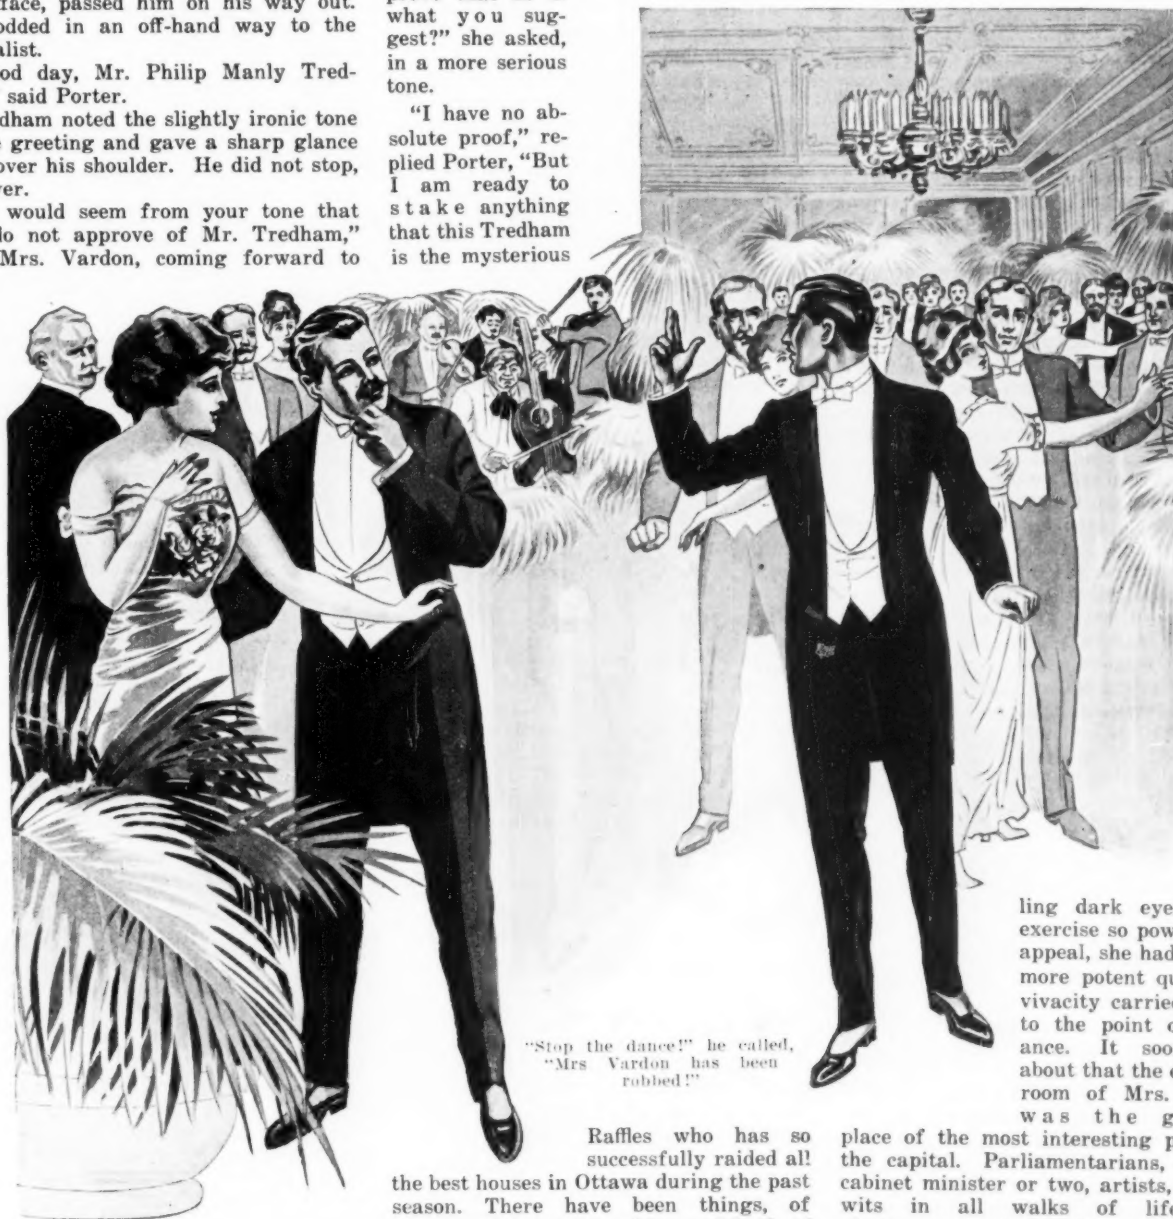 face, passed him on his way out.
odded in an off-hand way to the
alist.
od day, Mr. Philip Manly Tred-
said Porter.
dham noted the slightly ironic tone
greeting and gave a sharp glance
over his shoulder. He did not stop,
er.
would seem from your tone that
do not approve of Mr. Tredham,"
Mrs. Vardon, coming forward to
what you sug-
gest?" she asked,
in a more serious
tone.
"I have no ab-
solute proof," re-
plied Porter, "But
I am ready to
stake anything
that this Tredham
is the mysterious
"Stop the dance!" he called,
"Mrs Vardon has been
robbed!"
Raffles who has so
successfully raided all
the best houses in Ottawa during the past
season. There have been things, of
ling dark eye
exercise so pow
appeal, she had
more potent qu
vivacity carrie
to the point o
ance. It soo
about that the
room of Mrs.
was the g
place of the most interesting p
the capital. Parliamentarians,
cabinet minister or two, artists,
wits in all walks of lif